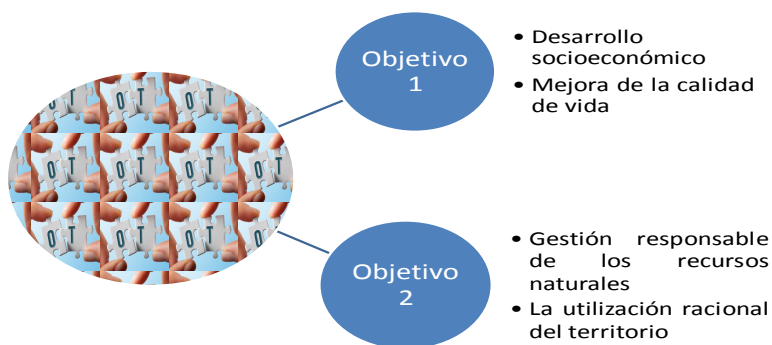 Objetivo
1
• Desarrollo
socioeconómico
• Mejora de la calidad
de vida
O T O T O T O T
O T O T O T
O T O T O T O T
Objetivo
2
• Gestión responsable
de los recursos
naturales
• La utilización racional
del territorio